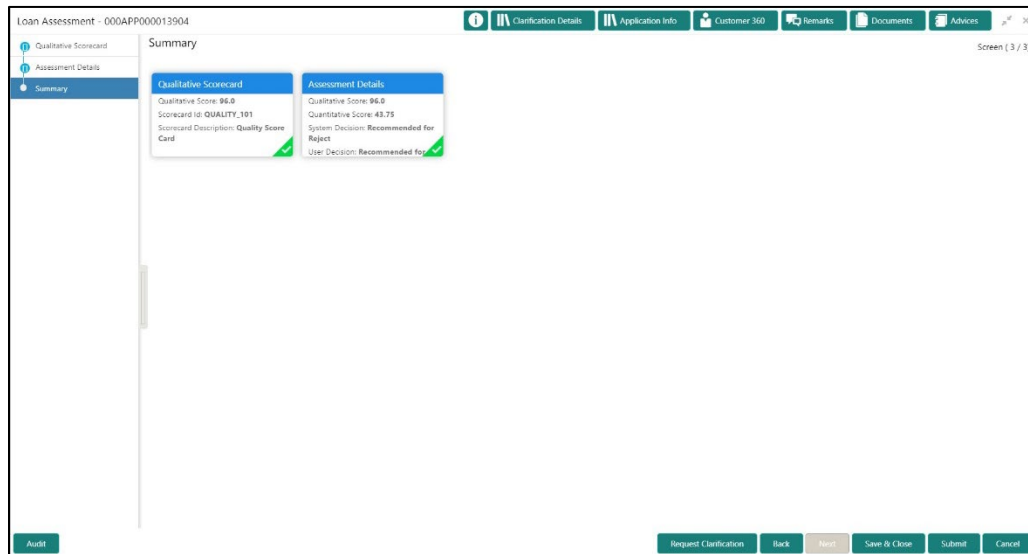 Loan Assessment - 000APP000013904
Clarification Details
Application Info
Customer 360
Remarks
Documents
Advices
Qualitative Scorecard
Assessment Details
Summary
Summary
Screen ( 3 / 3)
Qualitative Scorecard
Qualitative Score: 96.0
Scorecard Id: QUALITY_101
Scorecard Description: Quality Score
Card
Assessment Details
Qualitative Score: 96.0
Quantitative Score: 43.75
System Decision: Recommended for
Reject
User Decision: Recommended for
Audit
Request Clarification
Back
Next
Save & Close
Submit
Cancel